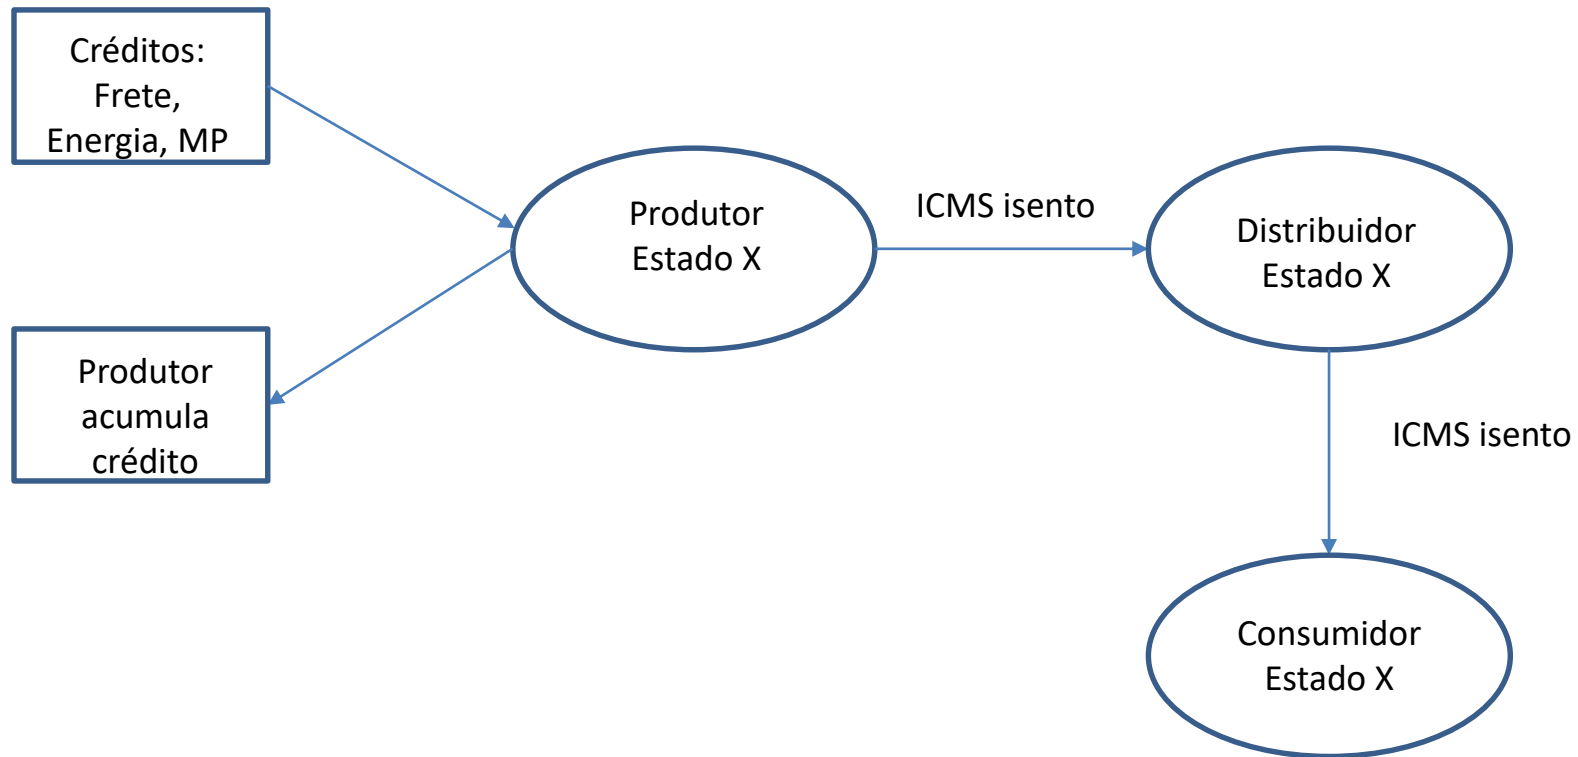 Créditos:
Frete,
Energia, MP
Produtor
Estado X
ICMS isento
Distribuidor
Estado X
Produtor
acumula
crédito
ICMS isento
Consumidor
Estado X